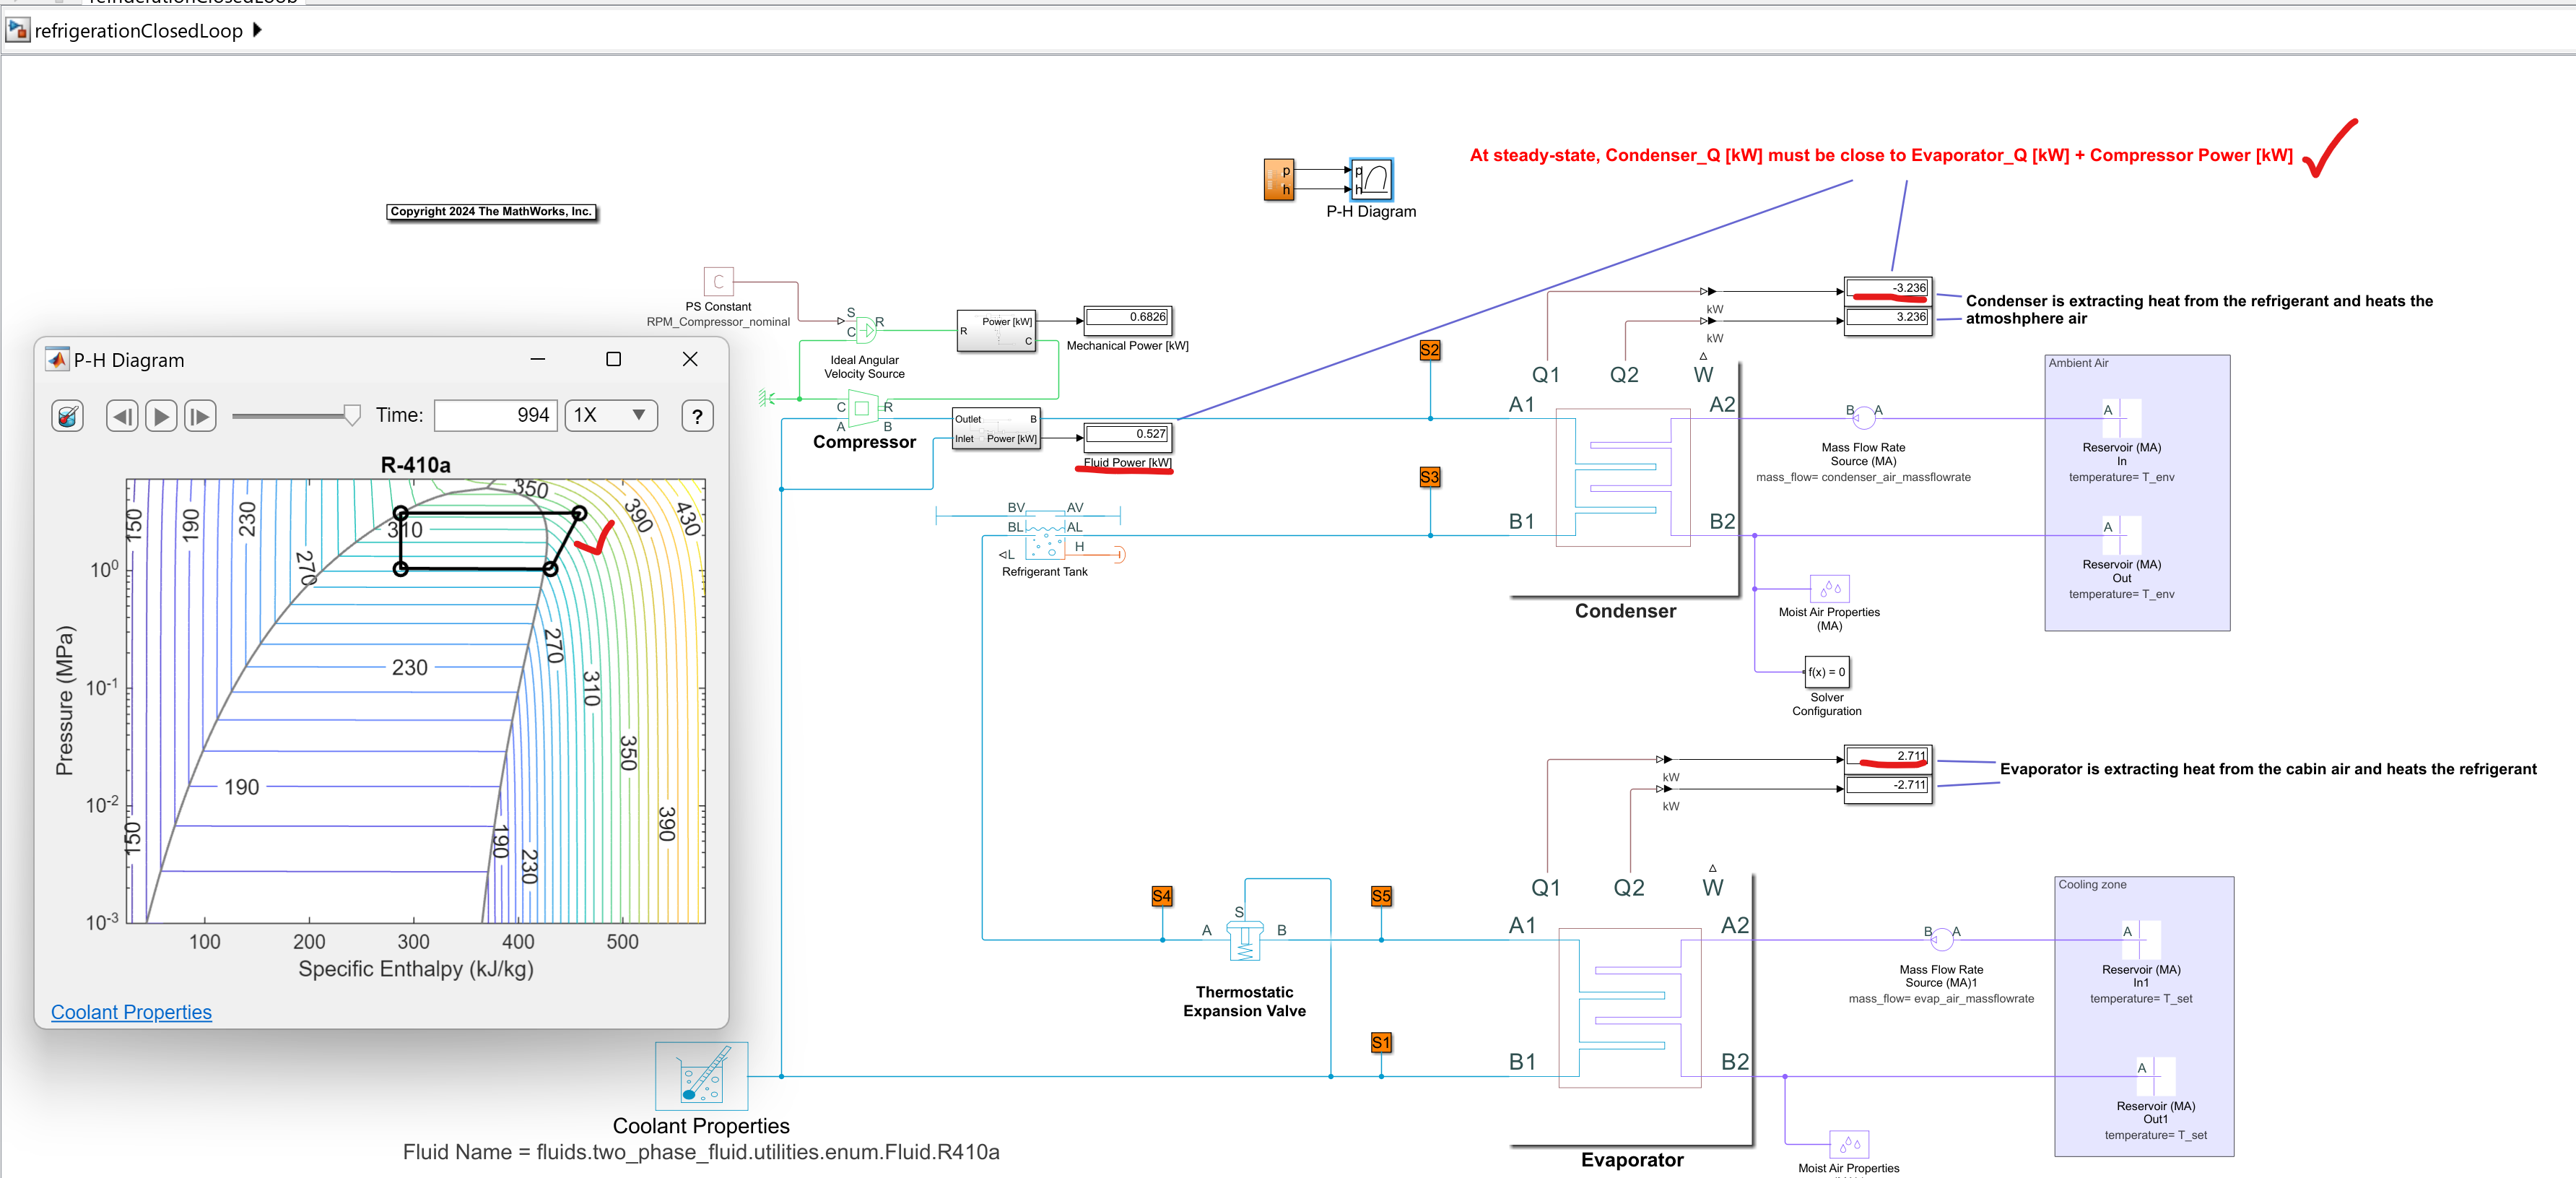 refrigerationClosedLoop
refrigerationClosedLoop
At steady-state, Condenser_Q [kW] must be close to Evaporator_Q [kW] + Compressor Power [kW]
p
h
p
h
P-H Diagram
Copyright 2024 The MathWorks, Inc.
C
PS Constant
RPM_Compressor_nominal
S
C
R
Ideal Angular
Velocity Source
Power [kW]
R
C
0.6826
Mechanical Power [kW]
C
R
A
B
Compressor
Outlet
B
Inlet
Power [kW]
0.527
Fluid Power [kW]
S2
S3
-3.236
3.236
kW
kW
Condenser is extracting heat from the refrigerant and heats the
atmoshphere air
Q1
Q2
W
A1
A2
B1
B2
Condenser
B
A
Mass Flow Rate
Source (MA)
mass_flow= condenser_air_massflowrate
Ambient Air
A
Reservoir (MA)
In
temperature= T_env
A
Reservoir (MA)
Out
temperature= T_env
Moist Air Properties
(MA)
f(x) = 0
Solver
Configuration
BV
AV
BL
AL
L
H
Refrigerant Tank
P-H Diagram
Time:
994
1X
?
R-410a
350
390
430
150
190
230
270
310
10^0
270
230
310
10^-1
350
190
10^-2
150
190
230
390
10^-3
100
200
300
400
500
Pressure (MPa)
Specific Enthalpy (kJ/kg)
Coolant Properties
2.711
-2.711
kW
kW
Evaporator is extracting heat from the cabin air and heats the refrigerant
Q1
Q2
W
S4
S
A
B
S5
Thermostatic
Expansion Valve
S1
A1
A2
B1
B2
Evaporator
B
A
Mass Flow Rate
Source (MA)1
mass_flow= evap_air_massflowrate
Cooling zone
A
Reservoir (MA)
In1
temperature= T_set
A
Reservoir (MA)
Out1
temperature= T_set
Moist Air Properties
Coolant Properties
Fluid Name = fluids.two_phase_fluid.utilities.enum.Fluid.R410a